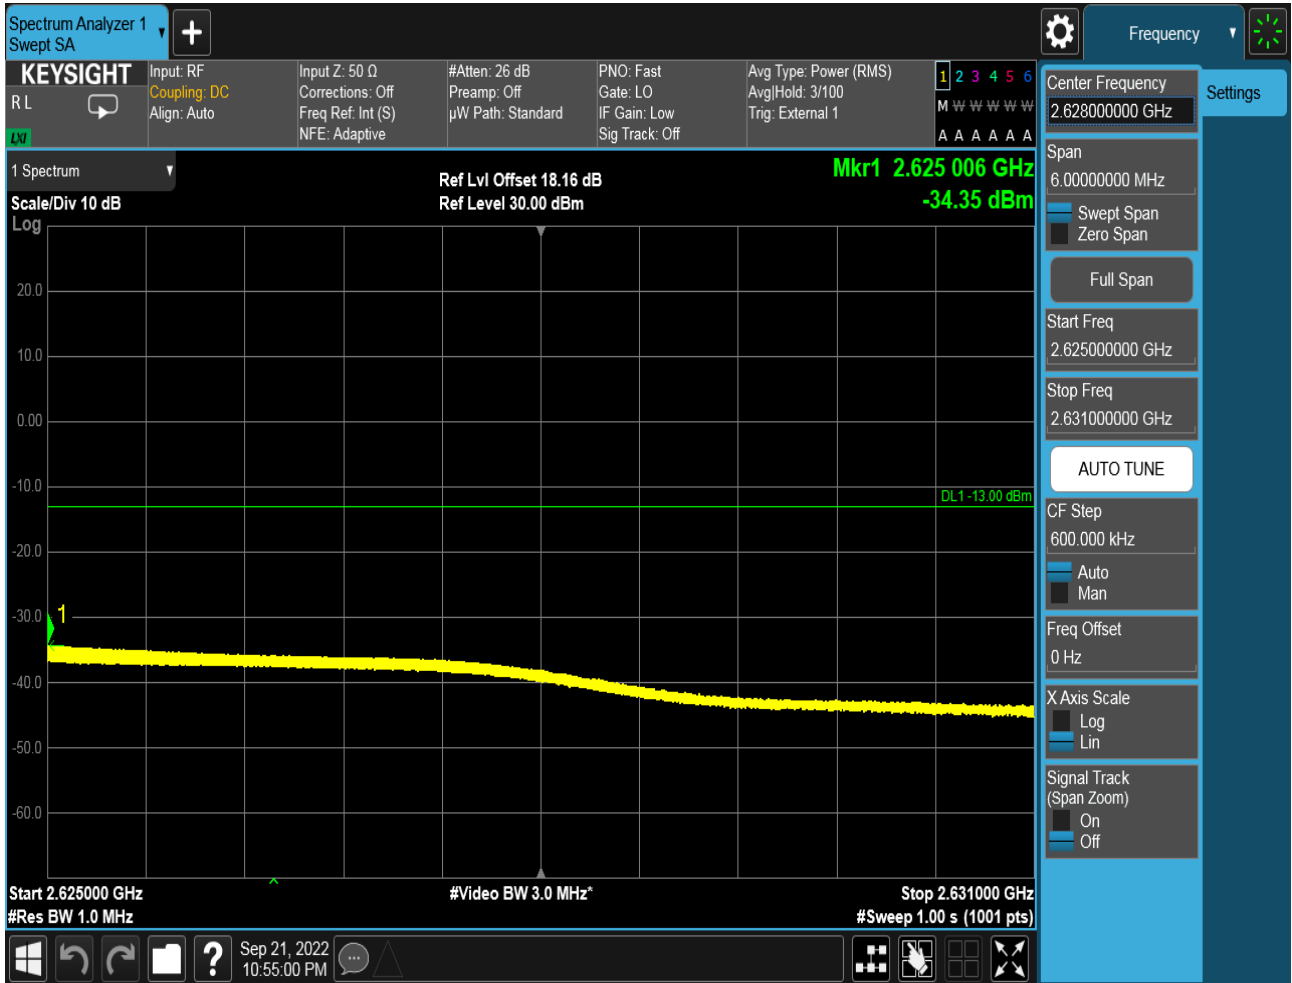 Spectrum Analyzer 1
Swept SA
Frequency
KEYSIGHT
R L
LXI
Input: RF
Coupling: DC
Align: Auto
Input Z: 50 Ω
Corrections: Off
Freq Ref: Int (S)
NFE: Adaptive
#Atten: 26 dB
Preamp: Off
µW Path: Standard
PNO: Fast
Gate: LO
IF Gain: Low
Sig Track: Off
Avg Type: Power (RMS)
Avg|Hold: 3/100
Trig: External 1
1 2 3 4 5 6
M W W W W W
A A A A A A
1 Spectrum
Scale/Div 10 dB
Log
Ref Lvl Offset 18.16 dB
Ref Level 30.00 dBm
Mkr1 2.625 006 GHz
-34.35 dBm
20.0
10.0
0.00
-10.0
DL1 -13.00 dBm
-20.0
-30.0
1
-40.0
-50.0
-60.0
Start 2.625000 GHz
#Video BW 3.0 MHz*
Stop 2.631000 GHz
#Res BW 1.0 MHz
#Sweep 1.00 s (1001 pts)
Sep 21, 2022
10:55:00 PM
Center Frequency
2.628000000 GHz
Settings
Span
6.00000000 MHz
Swept Span
Zero Span
Full Span
Start Freq
2.625000000 GHz
Stop Freq
2.631000000 GHz
AUTO TUNE
CF Step
600.000 kHz
Auto
Man
Freq Offset
0 Hz
X Axis Scale
Log
Lin
Signal Track
(Span Zoom)
On
Off